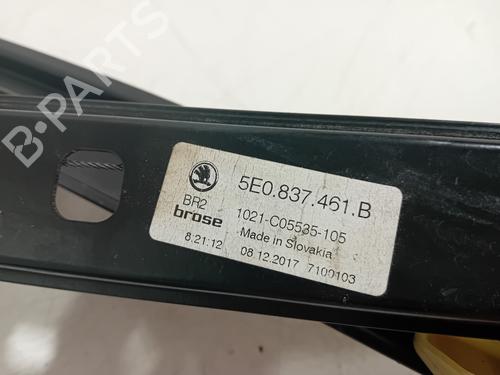 B-PARTS
5E0.837.461.B
BR2
brose
1021-C05535-105
Made in Slovakia
8:21:12
08.12.2017 7100103